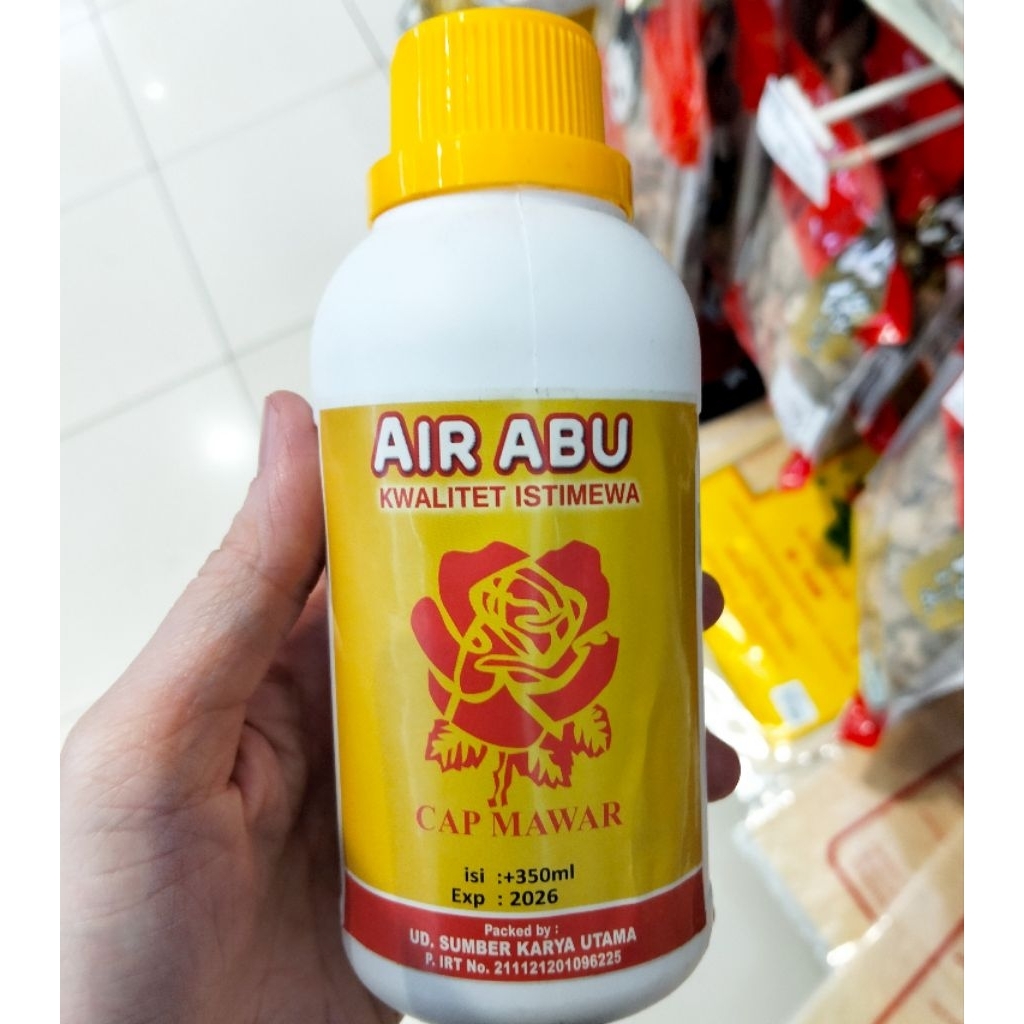 AIR ABU
KWALITET ISTIMEWA
CAP MAWAR
isi :+350ml
Exp : 2026
Packed by :
UD. SUMBER KARYA UTAMA
P. IRT No. 211121201096225